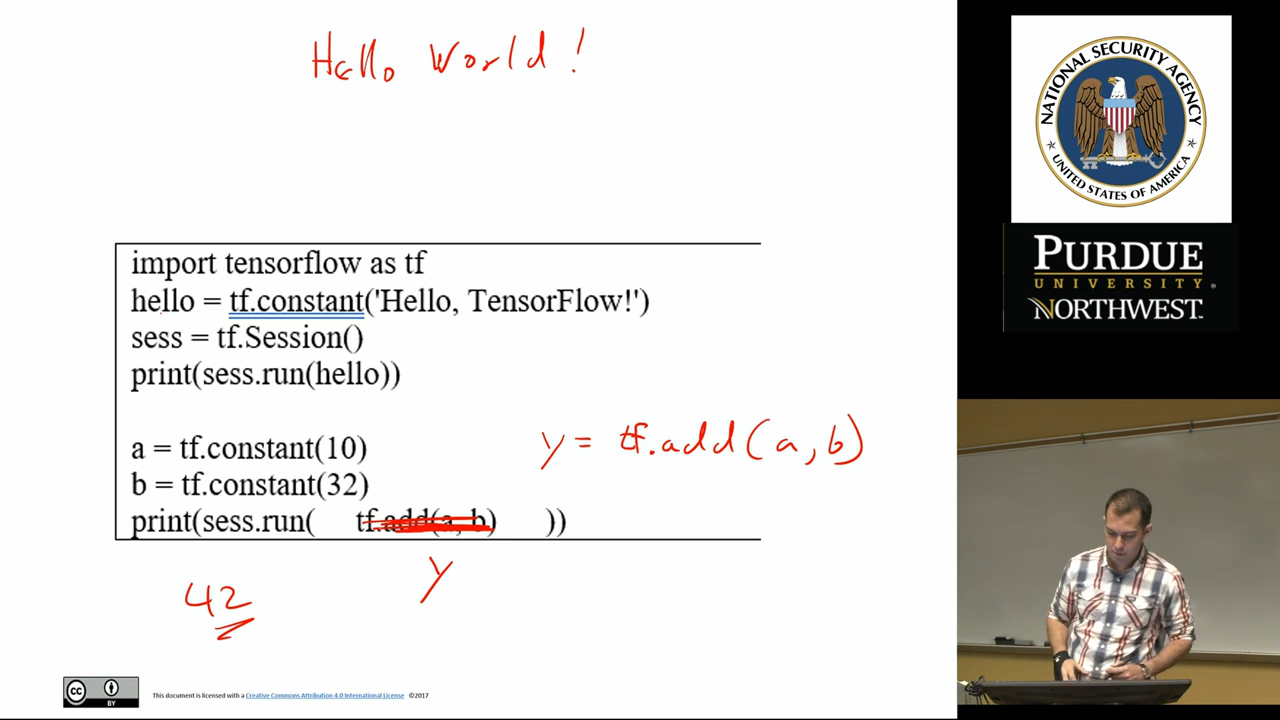 Hello World!
import tensorflow as tf
hello = tf.constant('Hello, TensorFlow!')
sess = tf.Session()
print(sess.run(hello))
a = tf.constant(10)
y = tf.add(a, b)
b = tf.constant(32)
print(sess.run( tf.add(a, b) ))
y
42
cc BY This document is licensed with a Creative Commons Attribution 4.0 International License ©2017
NATIONAL SECURITY AGENCY
UNITED STATES OF AMERICA
PURDUE
UNIVERSITY
NORTHWEST